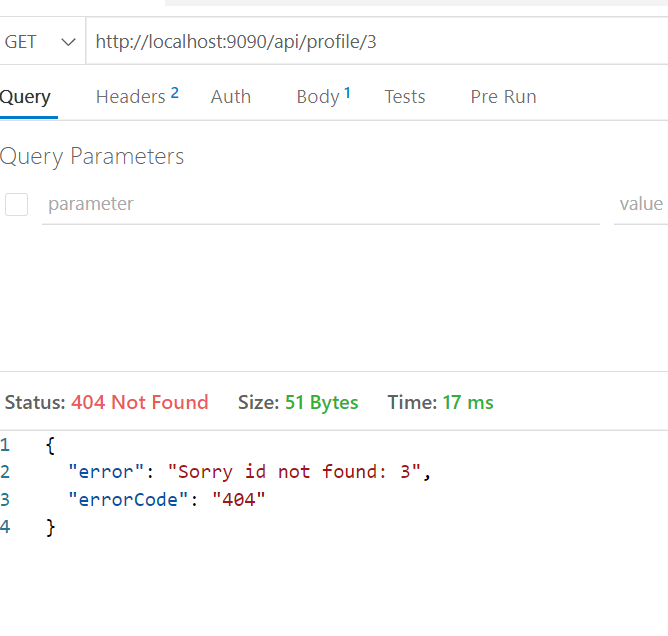 GET http://localhost:9090/api/profile/3
Query Headers 2 Auth Body 1 Tests Pre Run
Query Parameters
parameter value
Status: 404 Not Found Size: 51 Bytes Time: 17 ms
1 {
2 "error": "Sorry id not found: 3",
3 "errorCode": "404"
4 }